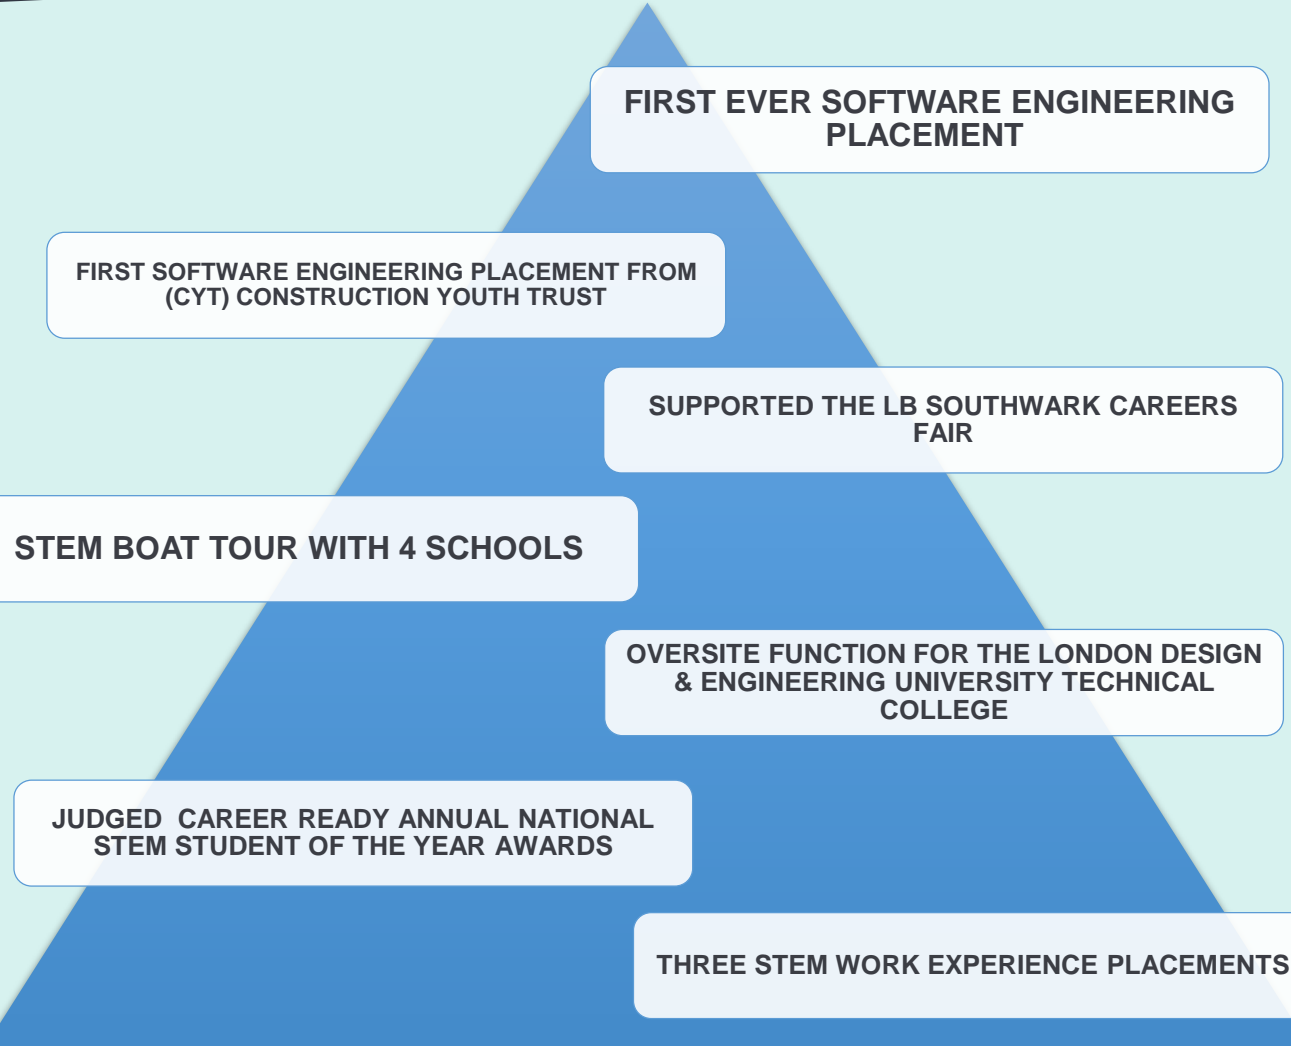 FIRST EVER SOFTWARE ENGINEERING
PLACEMENT
FIRST SOFTWARE ENGINEERING PLACEMENT FROM
(CYT) CONSTRUCTION YOUTH TRUST
SUPPORTED THE LB SOUTHWARK CAREERS
FAIR
STEM BOAT TOUR WITH 4 SCHOOLS
OVERSITE FUNCTION FOR THE LONDON DESIGN
& ENGINEERING UNIVERSITY TECHNICAL
COLLEGE
JUDGED CAREER READY ANNUAL NATIONAL
STEM STUDENT OF THE YEAR AWARDS
THREE STEM WORK EXPERIENCE PLACEMENTS